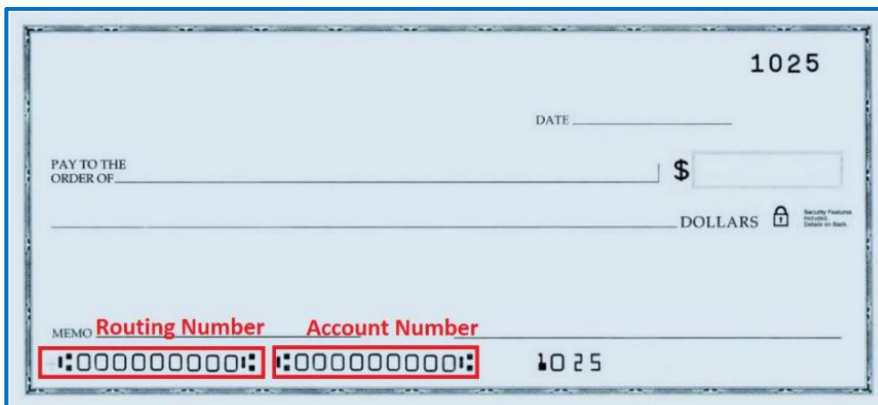 1025
DATE
PAY TO THE
ORDER OF
$
DOLLARS
Security Features
Included.
Details on Back.
MEMO Routing Number Account Number
⑆000000000⑆ ⑆000000000⑆ 1025